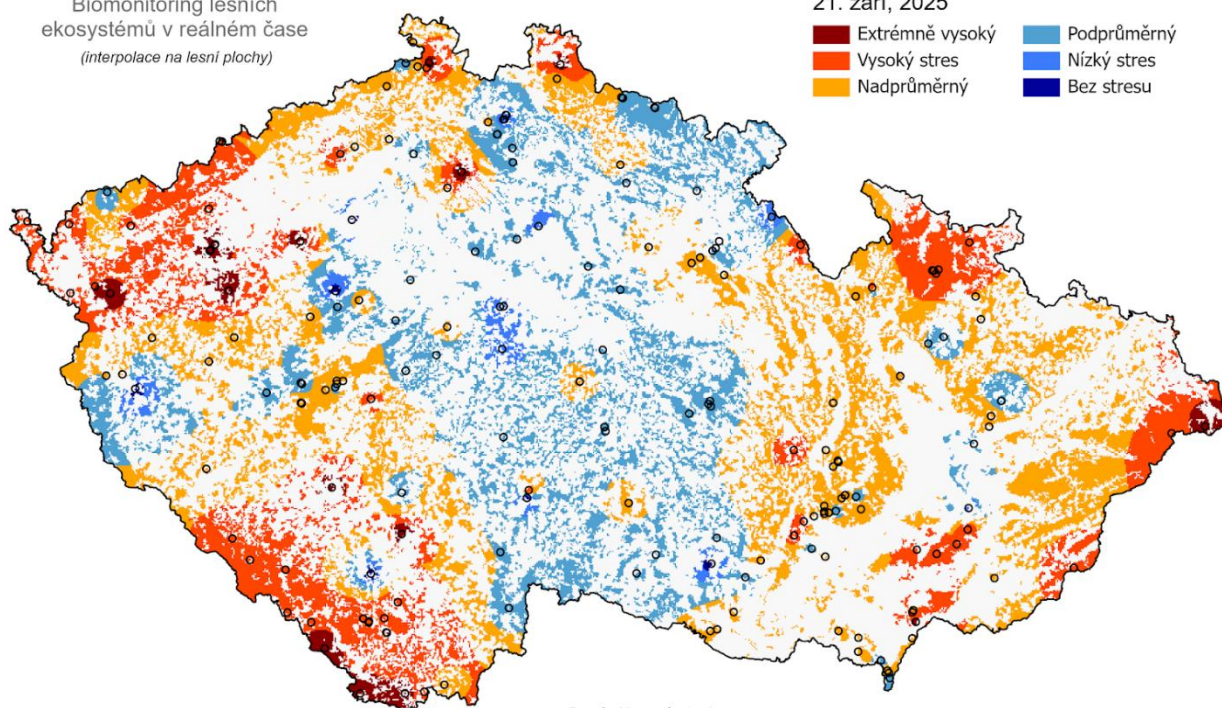 Biomonitoring lesních
ekosystémů v reálném čase
(interpolace na lesní plochy)
21. září, 2025
Extrémně vysoký
Vysoký stres
Nadprůměrný
Podprůměrný
Nízký stres
Bez stresu